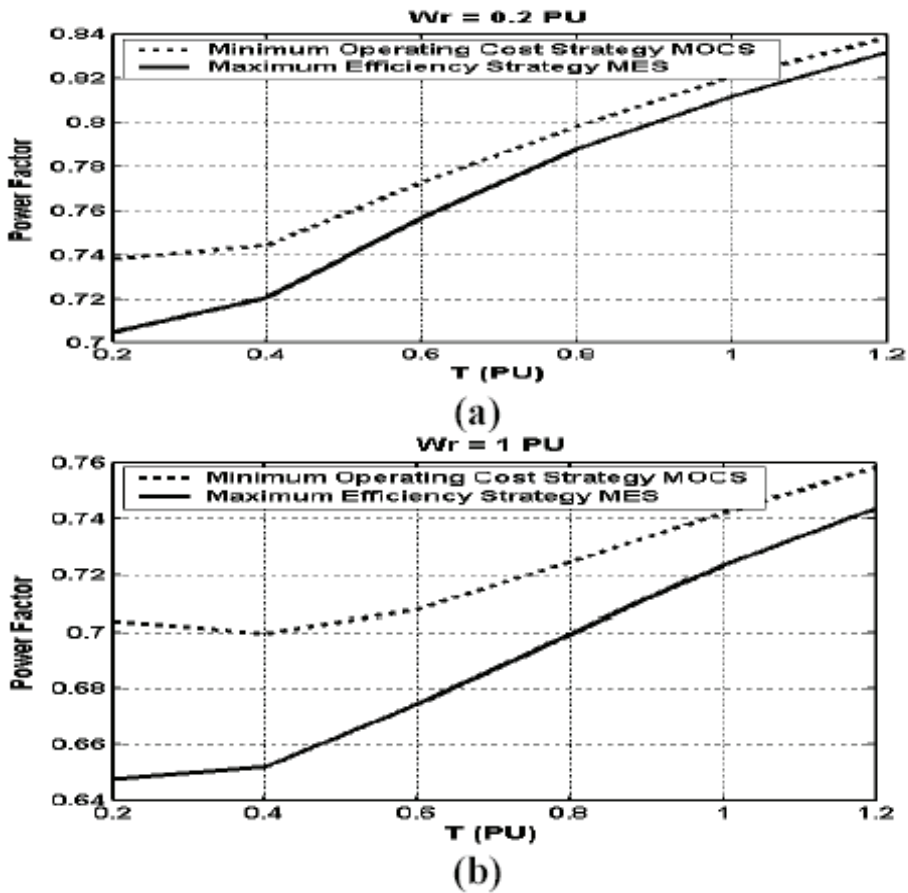 Wr = 0.2 PU
Minimum Operating Cost Strategy MOCS
Maximum Efficiency Strategy MES
Power Factor
0.84
0.82
0.8
0.78
0.76
0.74
0.72
0.7
0.2 0.4 0.6 0.8 1 1.2
T (PU)
(a)
Wr = 1 PU
Minimum Operating Cost Strategy MOCS
Maximum Efficiency Strategy MES
Power Factor
0.76
0.74
0.72
0.7
0.68
0.66
0.64
0.2 0.4 0.6 0.8 1 1.2
T (PU)
(b)